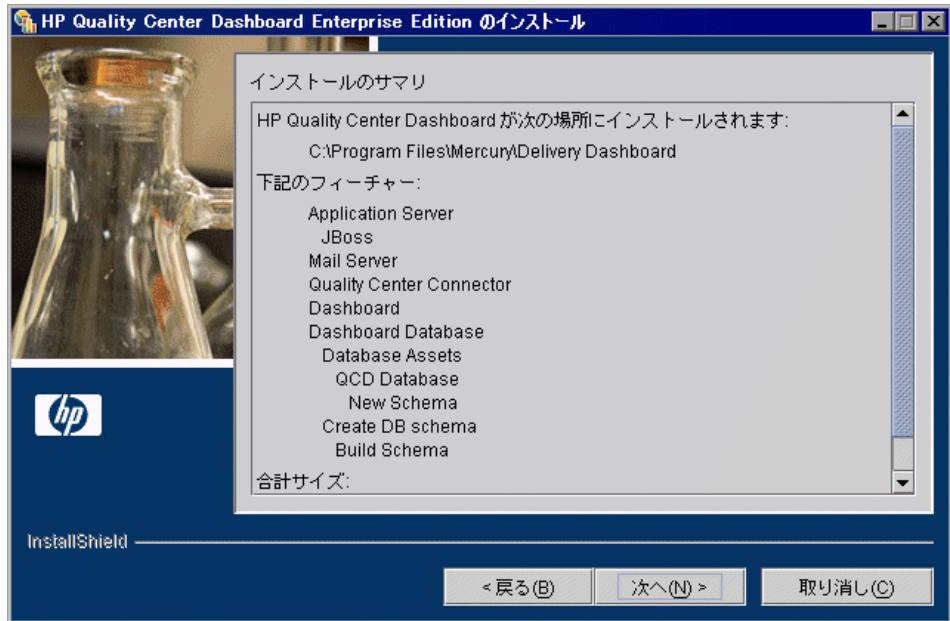 HP Quality Center Dashboard Enterprise Edition のインストール
インストールのサマリ
HP Quality Center Dashboard が次の場所にインストールされます:
C:\Program Files\Mercury\Delivery Dashboard
下記のフィーチャー:
Application Server
JBoss
Mail Server
Quality Center Connector
Dashboard
Dashboard Database
Database Assets
QCD Database
New Schema
Create DB schema
Build Schema
合計サイズ:
hp
InstallShield
<戻る(B)
次へ(N) >
取り消し(C)